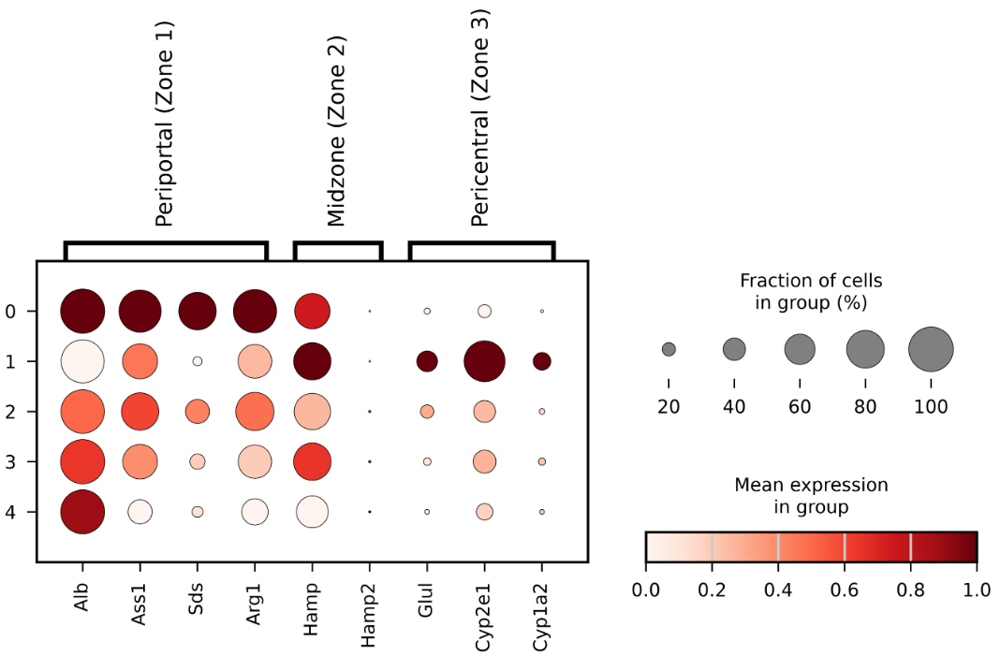 Periportal (Zone 1)
Midzone (Zone 2)
Pericentral (Zone 3)
0
1
2
3
4
Alb
Ass1
Sds
Arg1
Hamp
Hamp2
Glul
Cyp2e1
Cyp1a2
Fraction of cells
in group (%)
20 40 60 80 100
Mean expression
in group
0.0 0.2 0.4 0.6 0.8 1.0